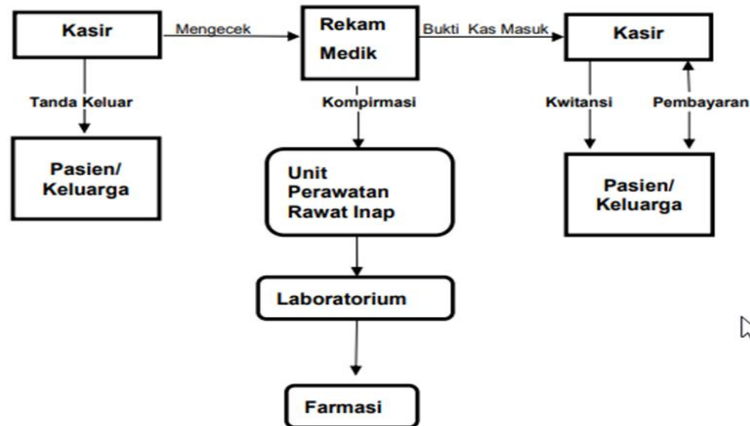 Kasir
Mengecek
Rekam
Medik
Bukti Kas Masuk
Kasir
Tanda Keluar
Kompirmasi
Kwitansi
Pembayaran
Pasien/
Keluarga
Unit
Perawatan
Rawat Inap
Pasien/
Keluarga
Laboratorium
Farmasi